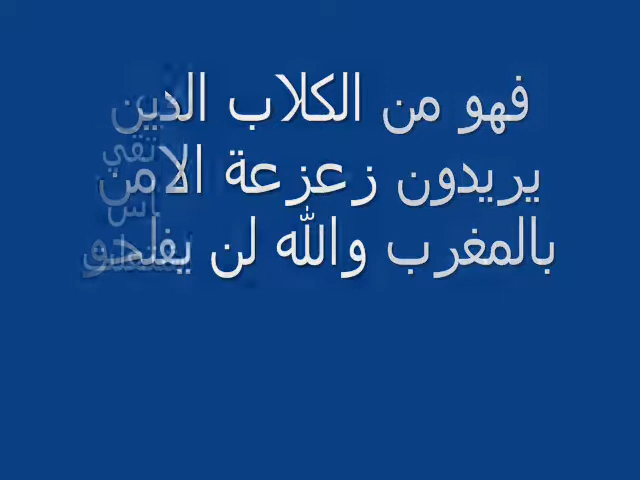 فهو من الكلاب الدين
يريدون زعزعة الامن
بالمغرب والله لن يفلحو